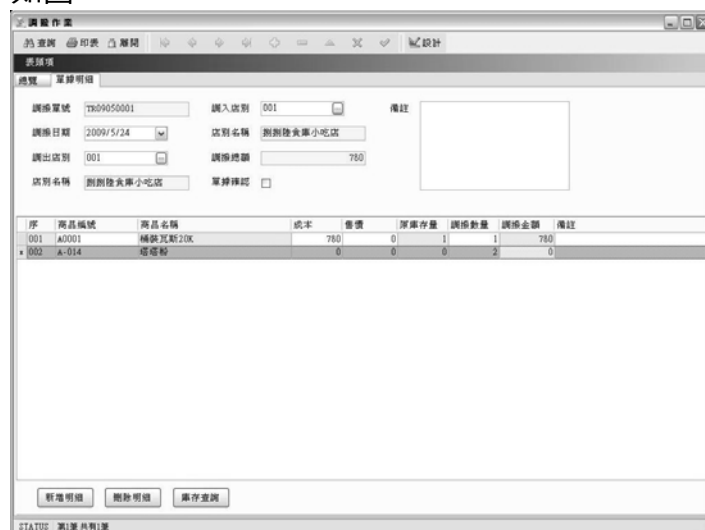 如圖
調撥作業
查詢 印表 離開 設計
表頭項
總覽 單據明細
調撥單號 TR09050001 調入店別 001 備註
調撥日期 2009/5/24 店別名稱 捌捌陸食庫小吃店
調出店別 001 調撥總額 780
店別名稱 捌捌陸食庫小吃店 單據確認
序 商品編號 商品名稱 成本 售價 原庫存量 調撥數量 調撥金額 備註
001 A0001 桶裝瓦斯20K 780 0 1 1 780
002 A-014 塔塔粉 0 0 0 2 0
新增明細 刪除明細 庫存查詢
STATUS 第1筆 共有1筆